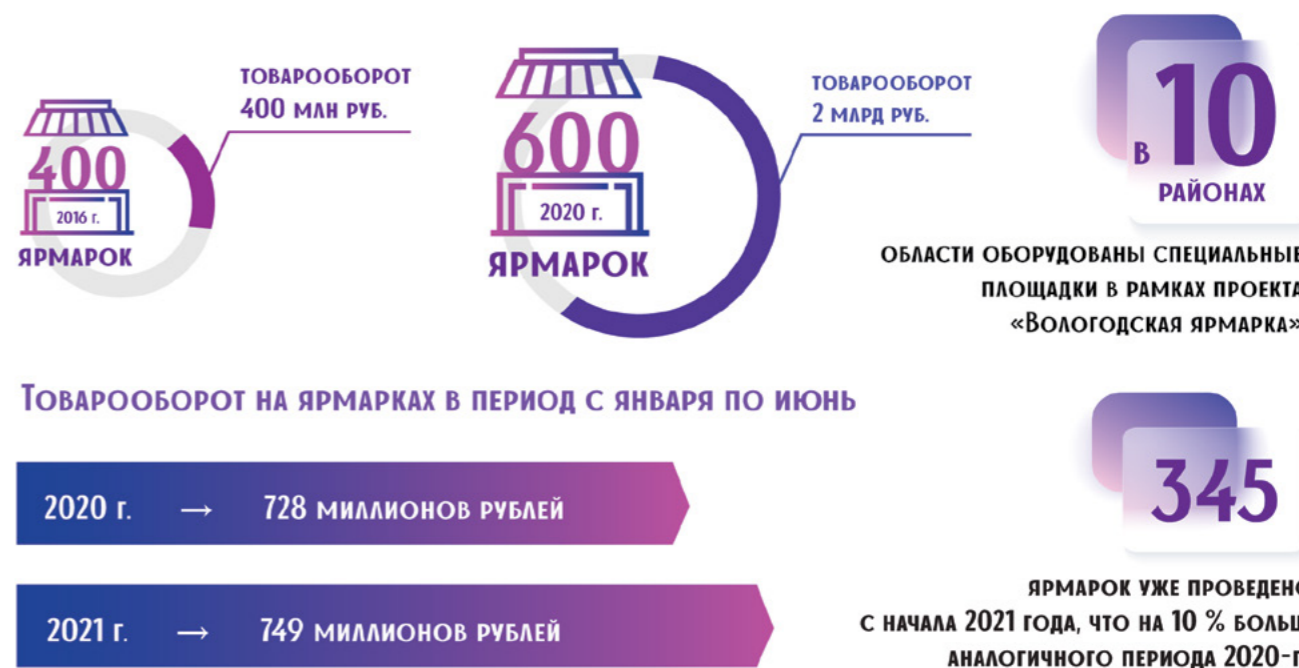 400
2016 г.
ЯРМАРОК
ТОВАРООБОРОТ
400 МЛН РУБ.
600
2020 г.
ЯРМАРОК
ТОВАРООБОРОТ
2 МЛРД РУБ.
В 10
РАЙОНАХ
ОБЛАСТИ ОБОРУДОВАНЫ СПЕЦИАЛЬНЫЕ
ПЛОЩАДКИ В РАМКАХ ПРОЕКТА
«ВОЛОГОДСКАЯ ЯРМАРКА»
ТОВАРООБОРОТ НА ЯРМАРКАХ В ПЕРИОД С ЯНВАРЯ ПО ИЮНЬ
2020 г. → 728 МИЛЛИОНОВ РУБЛЕЙ
2021 г. → 749 МИЛЛИОНОВ РУБЛЕЙ
345
ЯРМАРОК УЖЕ ПРОВЕДЕНО
С НАЧАЛА 2021 ГОДА, ЧТО НА 10 % БОЛЬШ
АНАЛОГИЧНОГО ПЕРИОДА 2020-Г